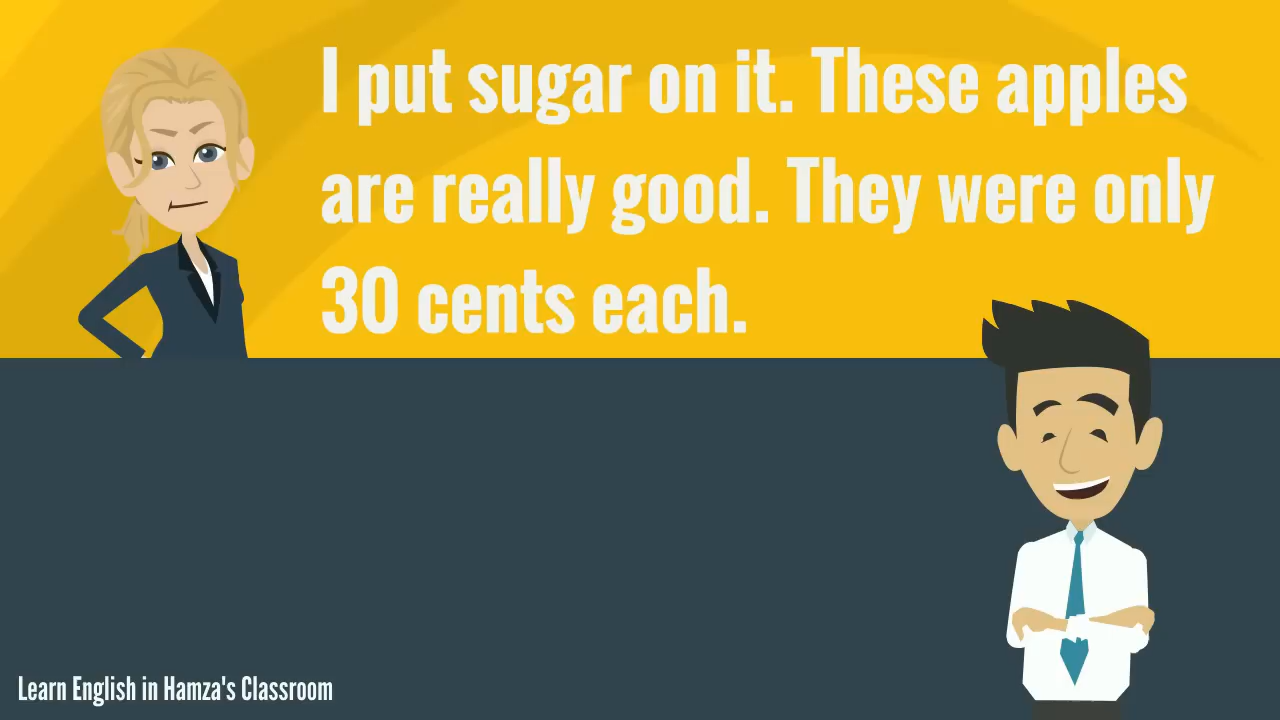 I put sugar on it. These apples
are really good. They were only
30 cents each.
Learn English in Hamza's Classroom